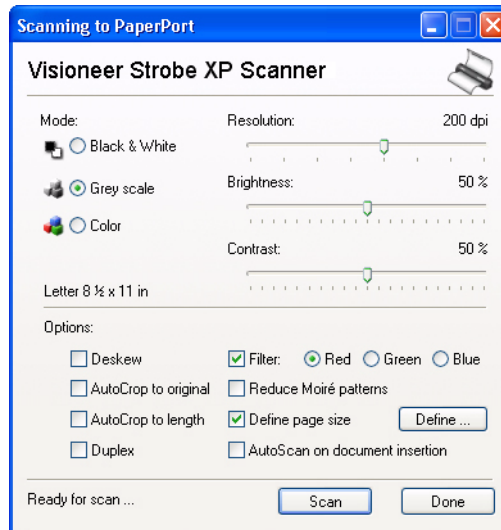 Scanning to PaperPort
Visioneer Strobe XP Scanner
Mode:
Black & White
Grey scale
Color
Letter 8 ½ x 11 in
Resolution: 200 dpi
Brightness: 50 %
Contrast: 50 %
Options:
Deskew
AutoCrop to original
AutoCrop to length
Duplex
Filter: Red Green Blue
Reduce Moiré patterns
Define page size Define ...
AutoScan on document insertion
Ready for scan ... Scan Done